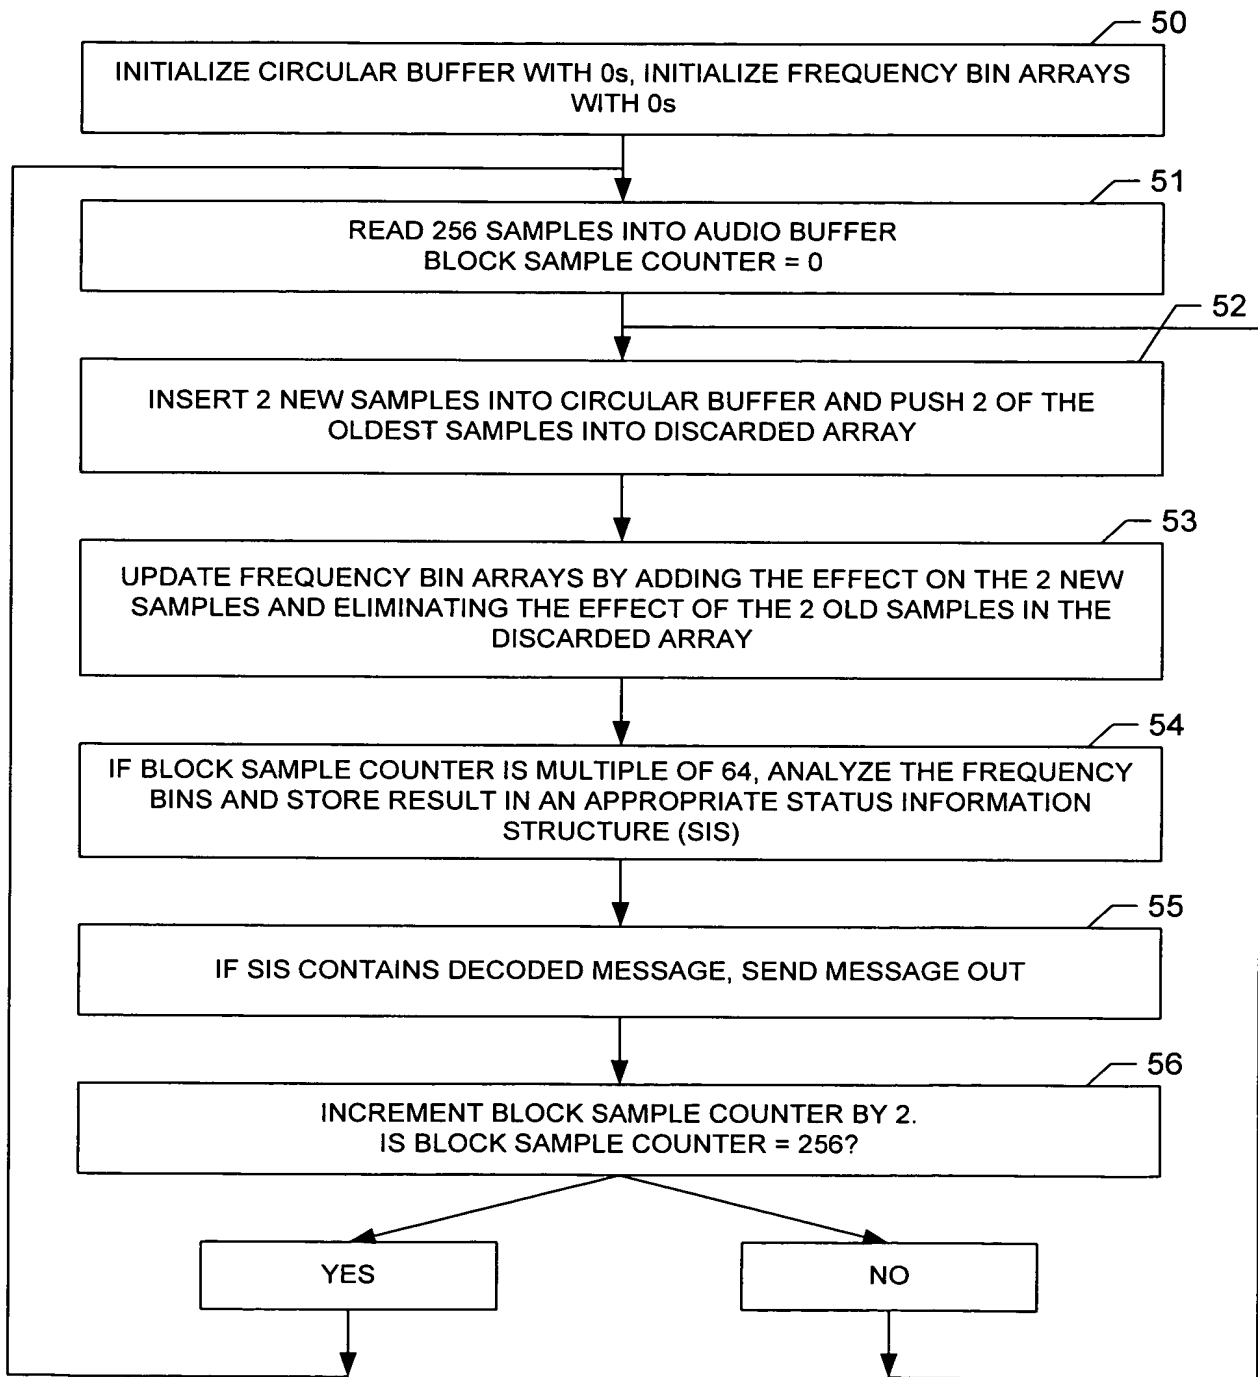 50
INITIALIZE CIRCULAR BUFFER WITH 0s, INITIALIZE FREQUENCY BIN ARRAYS
WITH 0s
51
READ 256 SAMPLES INTO AUDIO BUFFER
BLOCK SAMPLE COUNTER = 0
52
INSERT 2 NEW SAMPLES INTO CIRCULAR BUFFER AND PUSH 2 OF THE
OLDEST SAMPLES INTO DISCARDED ARRAY
53
UPDATE FREQUENCY BIN ARRAYS BY ADDING THE EFFECT ON THE 2 NEW
SAMPLES AND ELIMINATING THE EFFECT OF THE 2 OLD SAMPLES IN THE
DISCARDED ARRAY
54
IF BLOCK SAMPLE COUNTER IS MULTIPLE OF 64, ANALYZE THE FREQUENCY
BINS AND STORE RESULT IN AN APPROPRIATE STATUS INFORMATION
STRUCTURE (SIS)
55
IF SIS CONTAINS DECODED MESSAGE, SEND MESSAGE OUT
56
INCREMENT BLOCK SAMPLE COUNTER BY 2.
IS BLOCK SAMPLE COUNTER = 256?
YES
NO